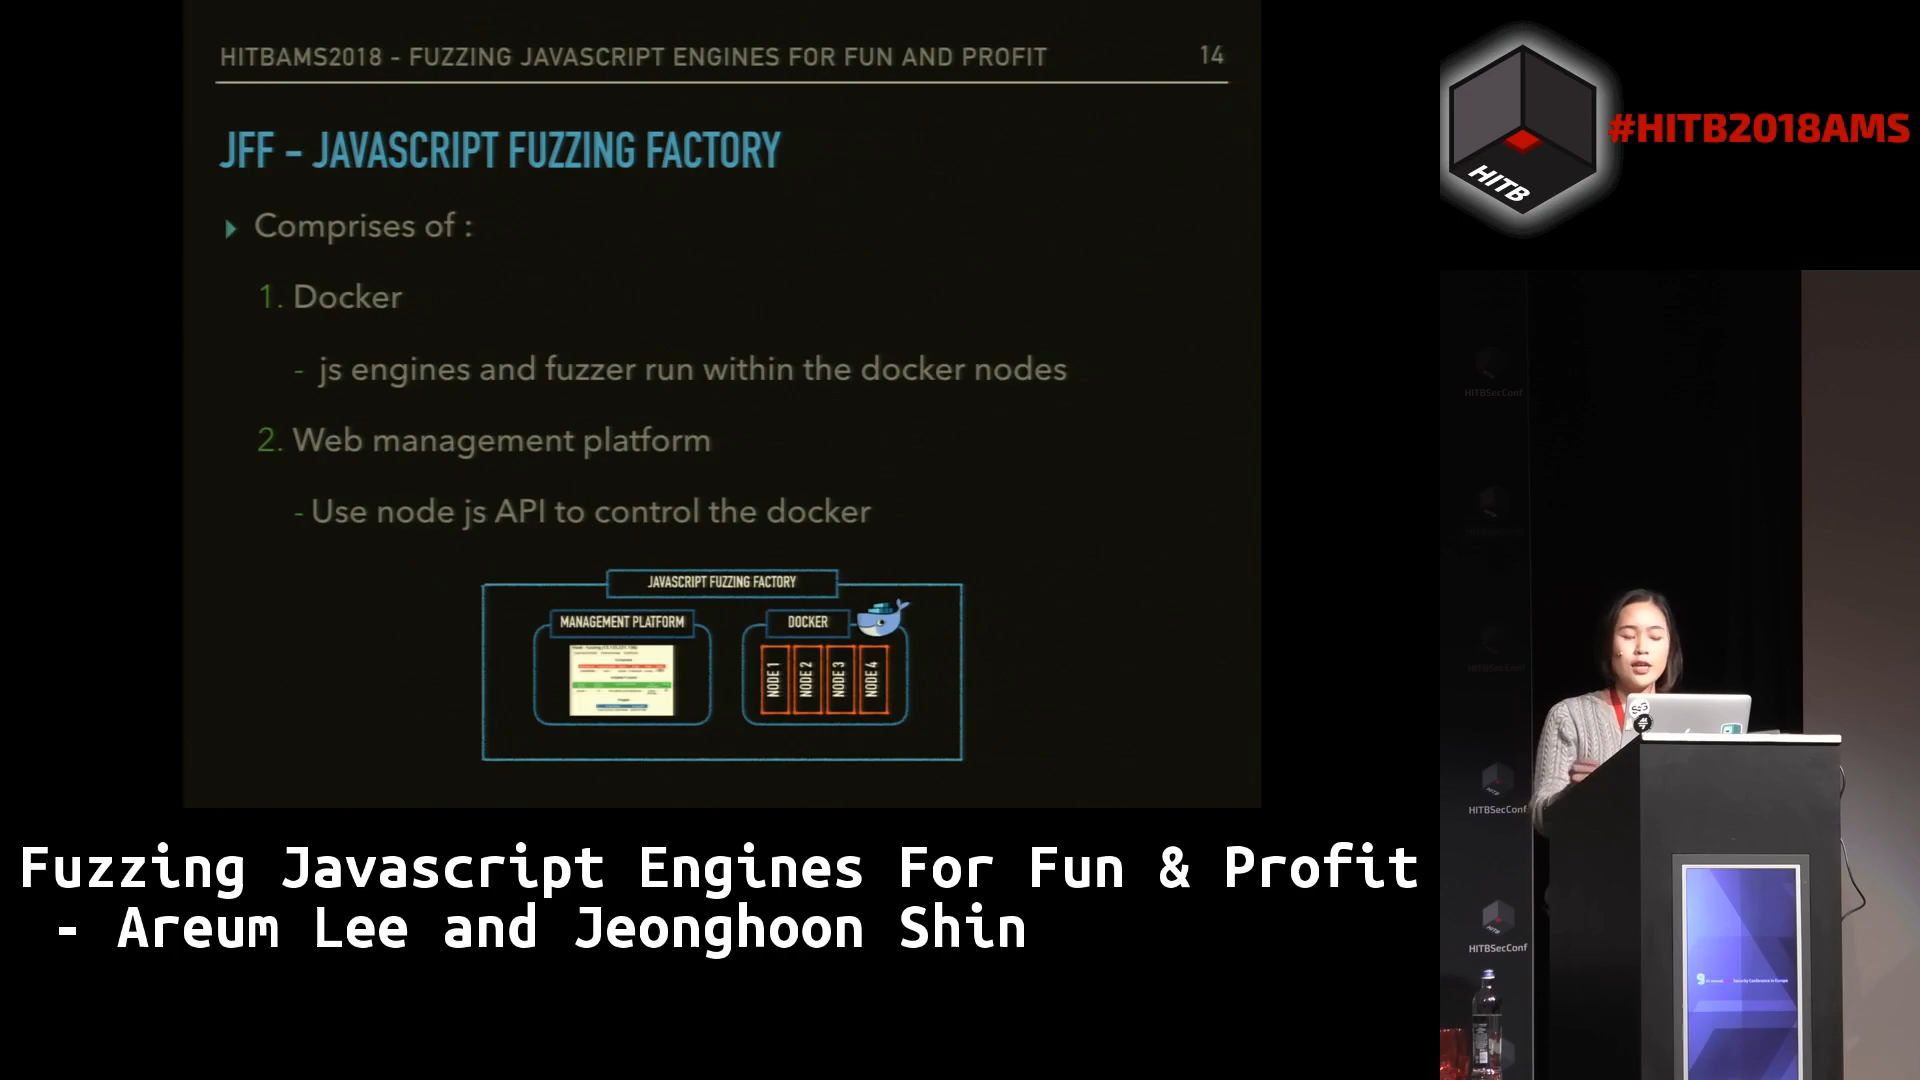 HITBAMS2018 - FUZZING JAVASCRIPT ENGINES FOR FUN AND PROFIT 14
JFF - JAVASCRIPT FUZZING FACTORY
Comprises of :
1. Docker
- js engines and fuzzer run within the docker nodes
2. Web management platform
- Use node js API to control the docker
JAVASCRIPT FUZZING FACTORY
MANAGEMENT PLATFORM
DOCKER
NODE 1
NODE 2
NODE 3
NODE 4
Fuzzing Javascript Engines For Fun & Profit
- Areum Lee and Jeonghoon Shin
HITB
#HITB2018AMS
HITBSecConf
HITBSecConf
HITBSecConf